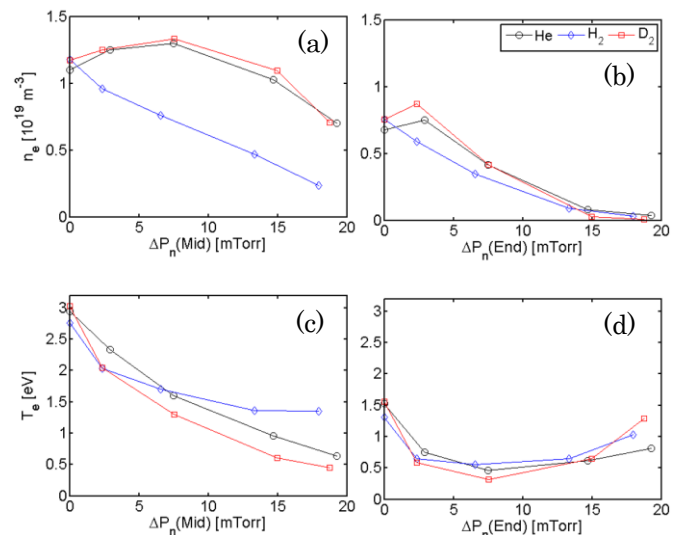 (a)
1.5
1
0.5
0
n_e [10^19 m^-3]
0 5 10 15 20
ΔP_n(Mid) [mTorr]
He H_2 D_2
(b)
1.5
1
0.5
0
0 5 10 15 20
ΔP_n(End) [mTorr]
(c)
3
2.5
2
1.5
1
0.5
0
T_e [eV]
0 5 10 15 20
ΔP_n(Mid) [mTorr]
(d)
3
2.5
2
1.5
1
0.5
0
0 5 10 15 20
ΔP_n(End) [mTorr]